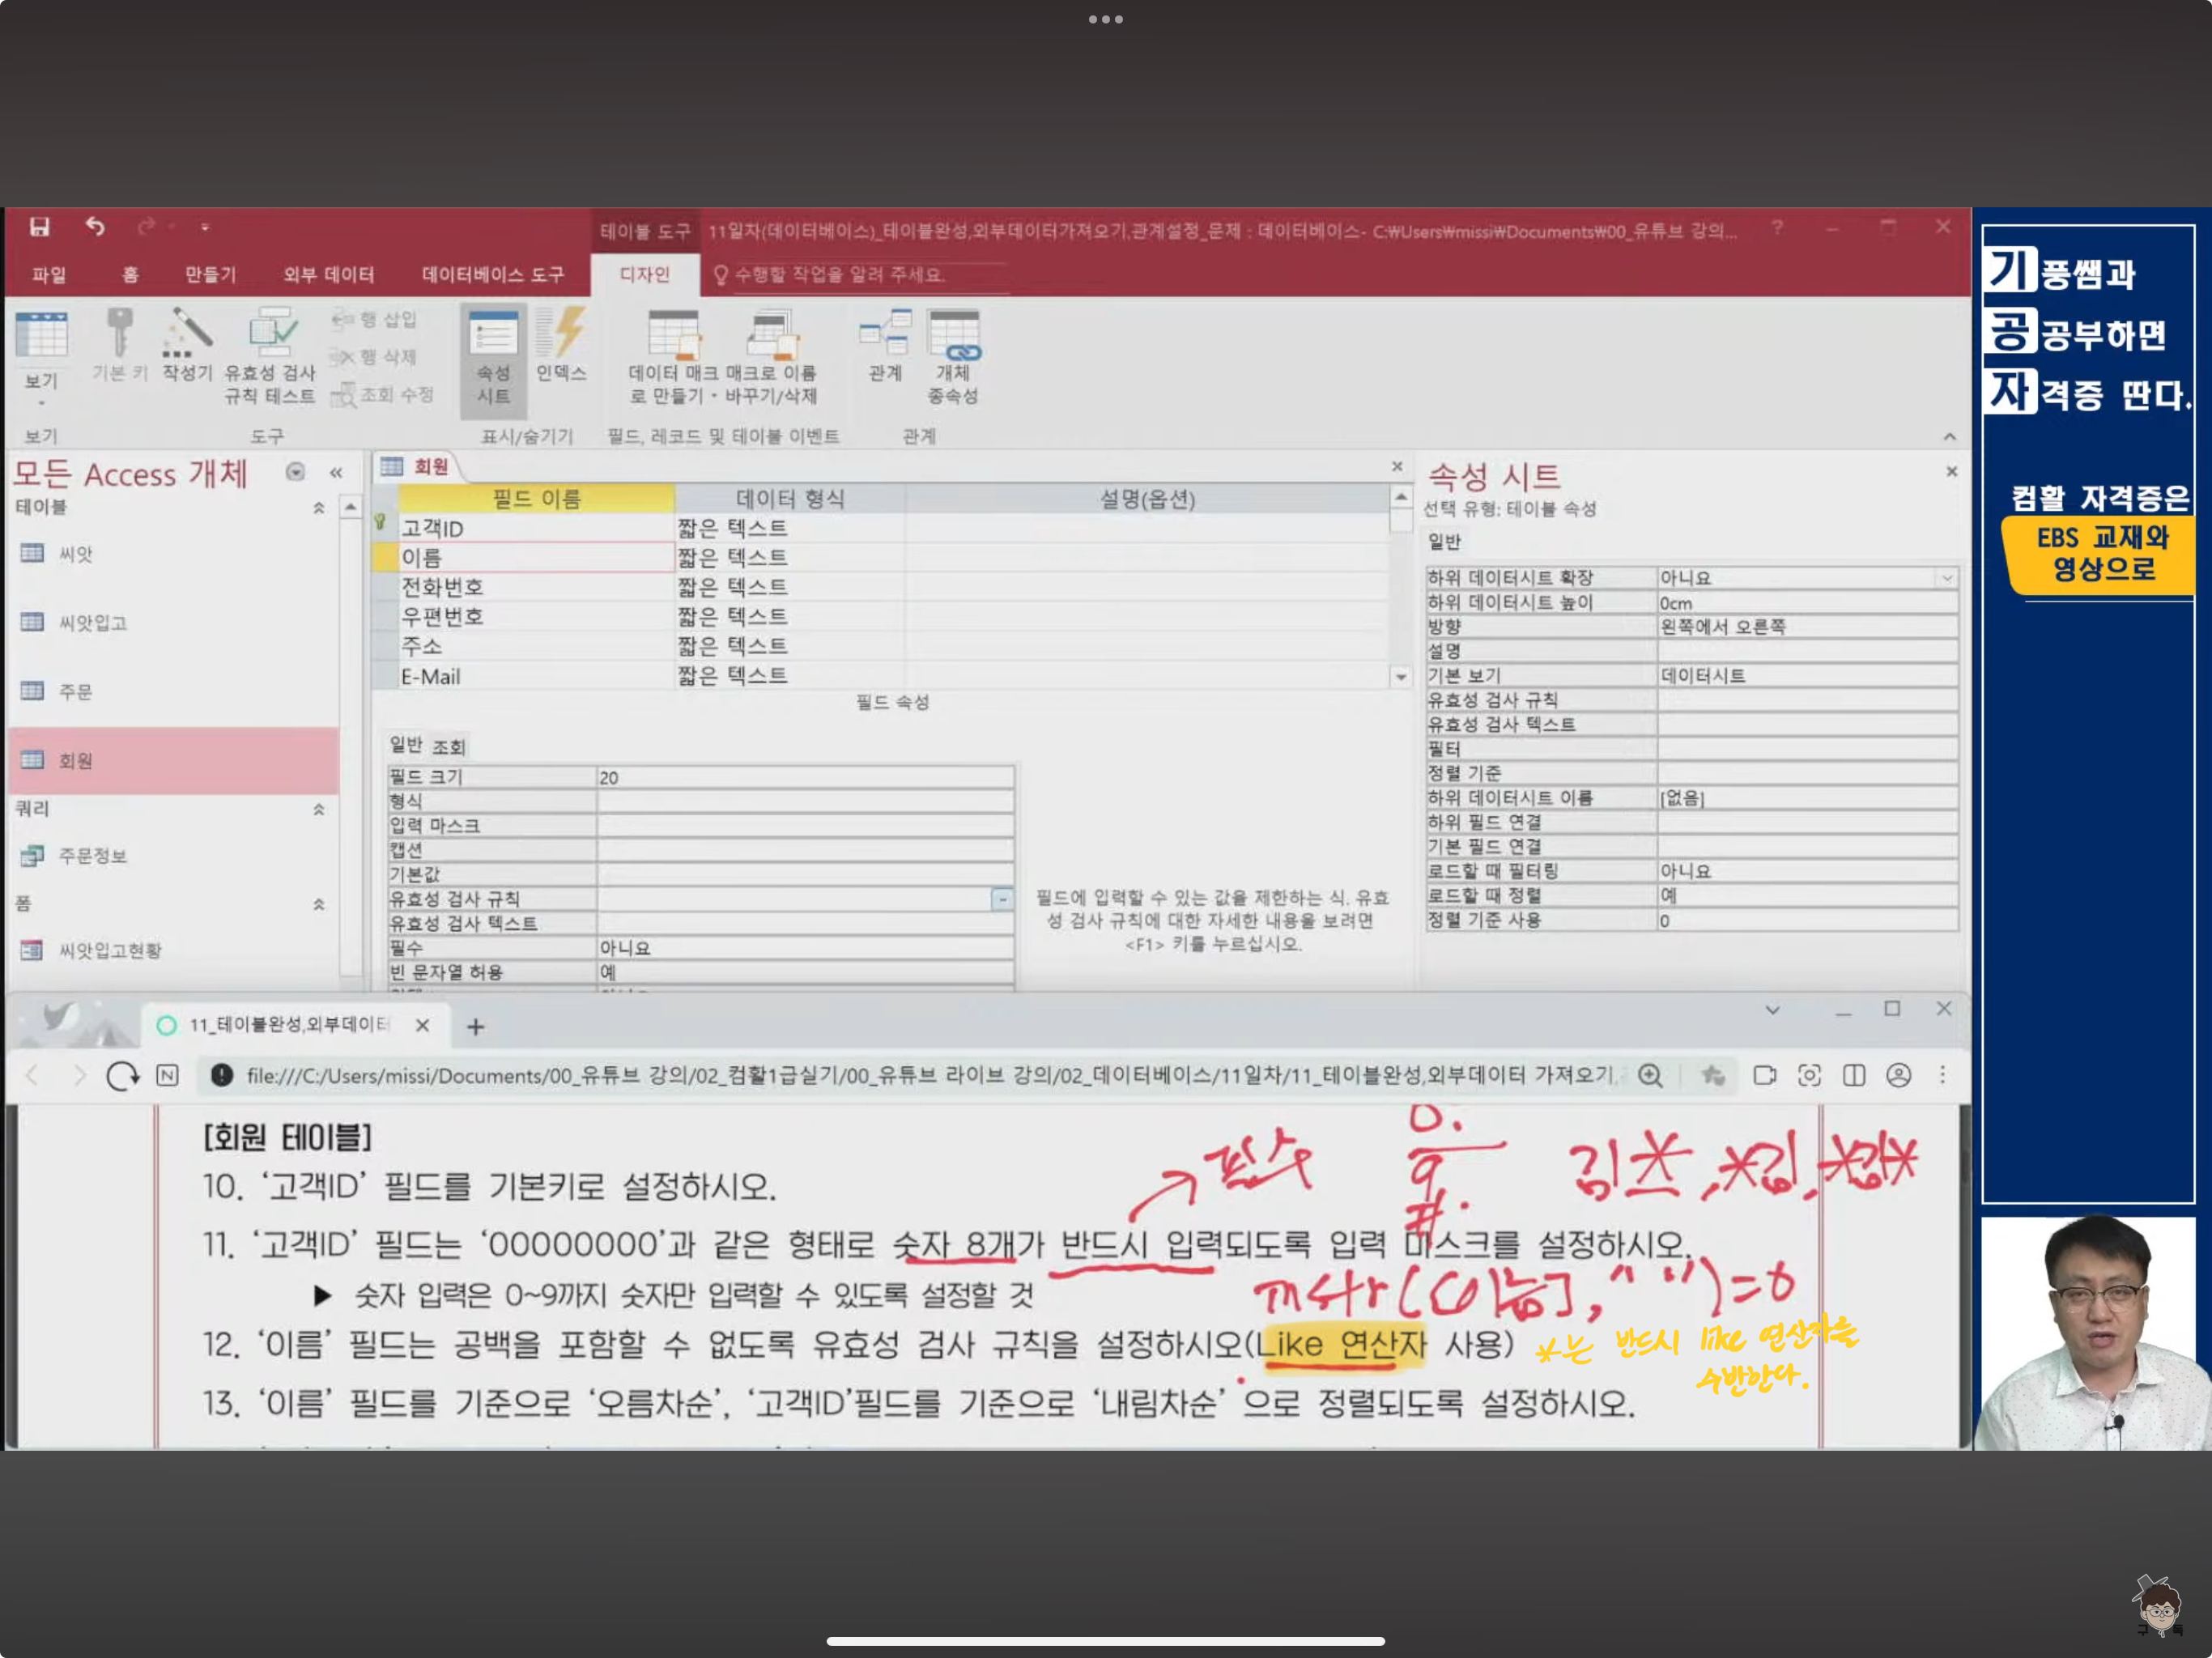 테이블 도구
11일차(데이터베이스)_테이블완성,외부데이터가져오기,관계설정_문제 : 데이터베이스- C:₩Users₩missi₩Documents₩00_유튜브 강의...
파일 홈 만들기 외부 데이터 데이터베이스 도구 디자인 수행할 작업을 알려 주세요.
보기
기본 키
작성기
유효성 검사
규칙 테스트
행 삽입
행 삭제
조회 수정
속성
시트
인덱스
데이터 매크
로 만들기
매크로 이름
바꾸기/삭제
관계
개체
종속성
보기 도구 표시/숨기기 필드, 레코드 및 테이블 이벤트 관계
모든 Access 개체
테이블
씨앗
씨앗입고
주문
회원
쿼리
주문정보
폼
씨앗입고현황
회원
필드 이름 데이터 형식 설명(옵션)
고객ID 짧은 텍스트
이름 짧은 텍스트
전화번호 짧은 텍스트
우편번호 짧은 텍스트
주소 짧은 텍스트
E-Mail 짧은 텍스트
필드 속성
일반 조회
필드 크기 20
형식
입력 마스크
캡션
기본값
유효성 검사 규칙
유효성 검사 텍스트
필수 아니요
빈 문자열 허용 예
필드에 입력할 수 있는 값을 제한하는 식. 유효
성 검사 규칙에 대한 자세한 내용을 보려면
<F1> 키를 누르십시오.
속성 시트
선택 유형: 테이블 속성
일반
하위 데이터시트 확장 아니요
하위 데이터시트 높이 0cm
방향 왼쪽에서 오른쪽
설명
기본 보기 데이터시트
유효성 검사 규칙
유효성 검사 텍스트
필터
정렬 기준
하위 데이터시트 이름 [없음]
하위 필드 연결
기본 필드 연결
로드할 때 필터링 아니요
로드할 때 정렬 예
정렬 기준 사용 0
기풍쌤과
공공부하면
자격증 딴다.
컴활 자격증은
EBS 교재와
영상으로
11_테이블완성,외부데이터
file:///C:/Users/missi/Documents/00_유튜브 강의/02_컴활1급실기/00_유튜브 라이브 강의/02_데이터베이스/11일차/11_테이블완성,외부데이터 가져오기,
[회원 테이블]
필수
0.
9
#.
김*, *김, *김*
10. ‘고객ID’ 필드를 기본키로 설정하시오.
11. ‘고객ID’ 필드는 ‘00000000’과 같은 형태로 숫자 8개가 반드시 입력되도록 입력 마스크를 설정하시오.
▶ 숫자 입력은 0~9까지 숫자만 입력할 수 있도록 설정할 것
instr([이름]," ")=0
12. ‘이름’ 필드는 공백을 포함할 수 없도록 유효성 검사 규칙을 설정하시오(Like 연산자 사용)
*는 반드시 like 연산자를
수반한다.
13. ‘이름’ 필드를 기준으로 ‘오름차순’, ‘고객ID’필드를 기준으로 ‘내림차순’ 으로 정렬되도록 설정하시오.
구 독